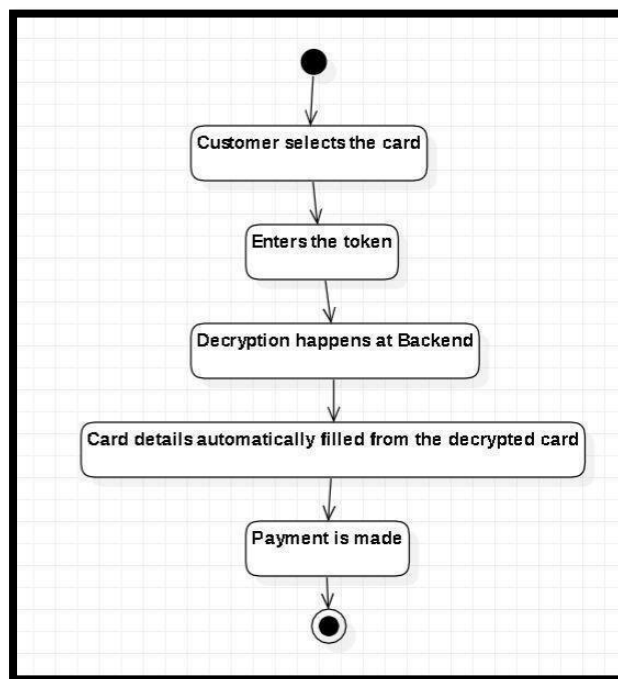 Customer selects the card
Enters the token
Decryption happens at Backend
Card details automatically filled from the decrypted card
Payment is made